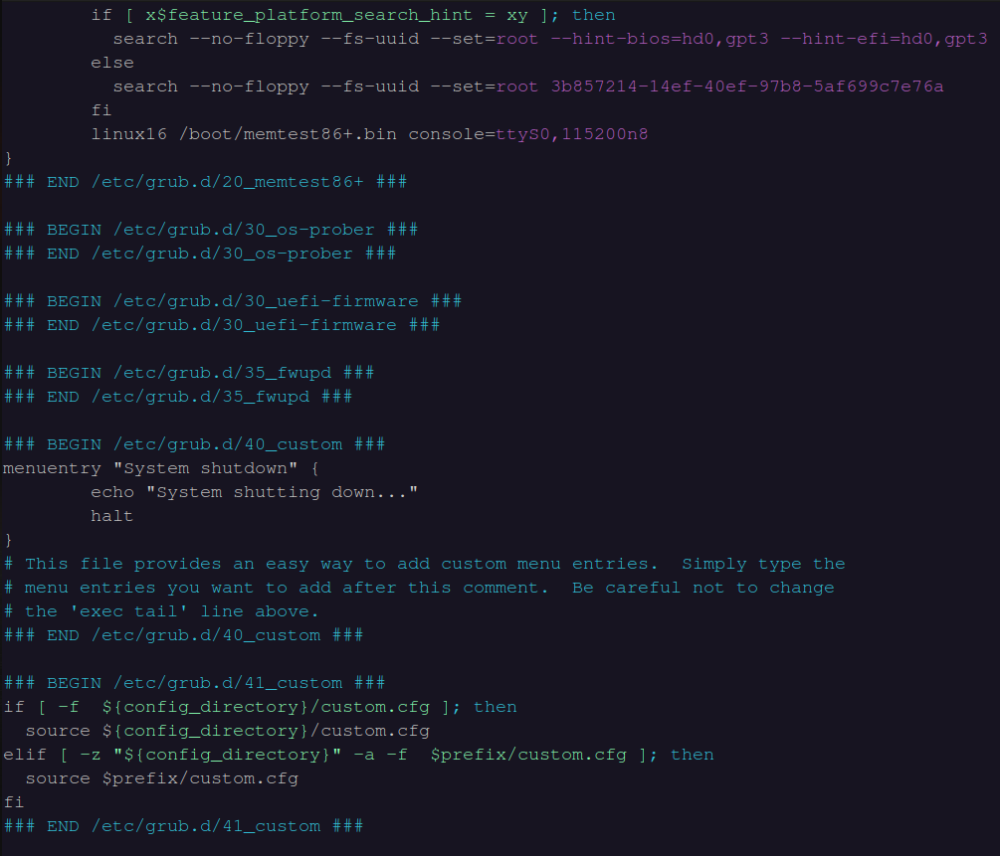 if [ x$feature_platform_search_hint = xy ]; then
          search --no-floppy --fs-uuid --set=root --hint-bios=hd0,gpt3 --hint-efi=hd0,gpt3
        else
          search --no-floppy --fs-uuid --set=root 3b857214-14ef-40ef-97b8-5af699c7e76a
        fi
        linux16 /boot/memtest86+.bin console=ttyS0,115200n8
}
### END /etc/grub.d/20_memtest86+ ###

### BEGIN /etc/grub.d/30_os-prober ###
### END /etc/grub.d/30_os-prober ###

### BEGIN /etc/grub.d/30_uefi-firmware ###
### END /etc/grub.d/30_uefi-firmware ###

### BEGIN /etc/grub.d/35_fwupd ###
### END /etc/grub.d/35_fwupd ###

### BEGIN /etc/grub.d/40_custom ###
menuentry "System shutdown" {
        echo "System shutting down..."
        halt
}
# This file provides an easy way to add custom menu entries.  Simply type the
# menu entries you want to add after this comment.  Be careful not to change
# the 'exec tail' line above.
### END /etc/grub.d/40_custom ###

### BEGIN /etc/grub.d/41_custom ###
if [ -f  ${config_directory}/custom.cfg ]; then
  source ${config_directory}/custom.cfg
elif [ -z "${config_directory}" -a -f  $prefix/custom.cfg ]; then
  source $prefix/custom.cfg
fi
### END /etc/grub.d/41_custom ###